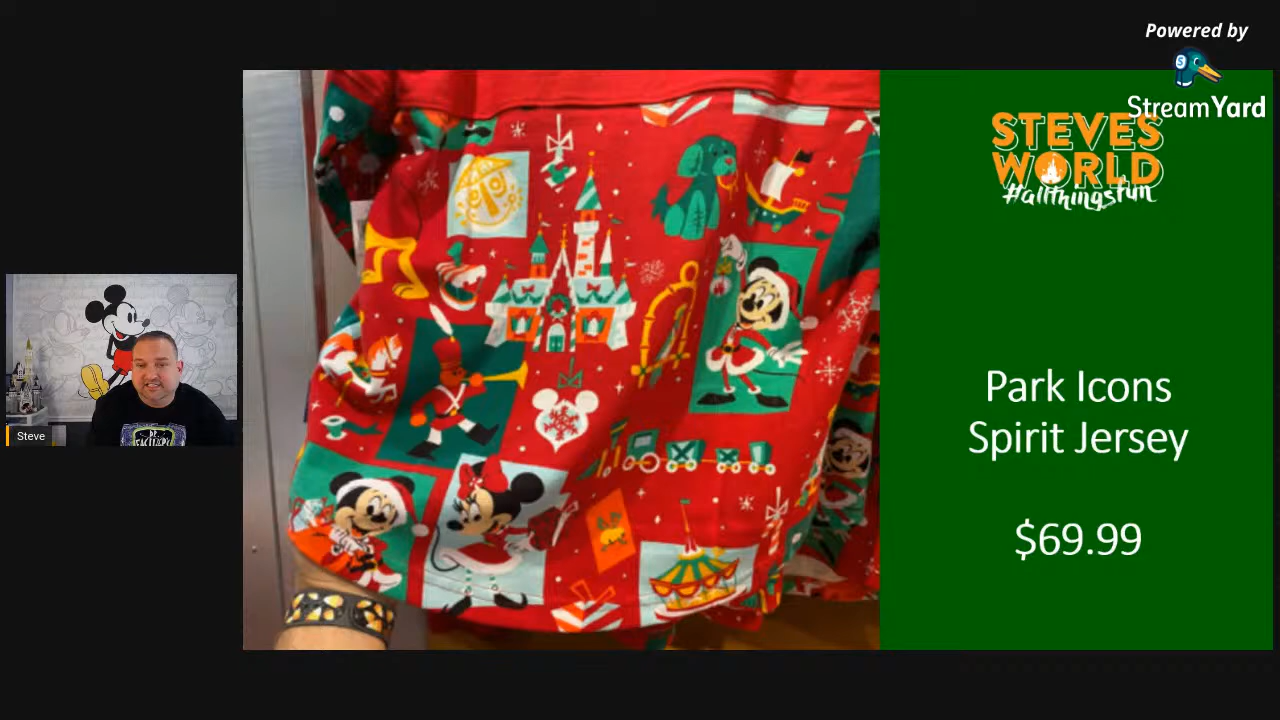 Powered by
StreamYard
STEVES
WORLD
#allthingsfun
Park Icons
Spirit Jersey
$69.99
Steve